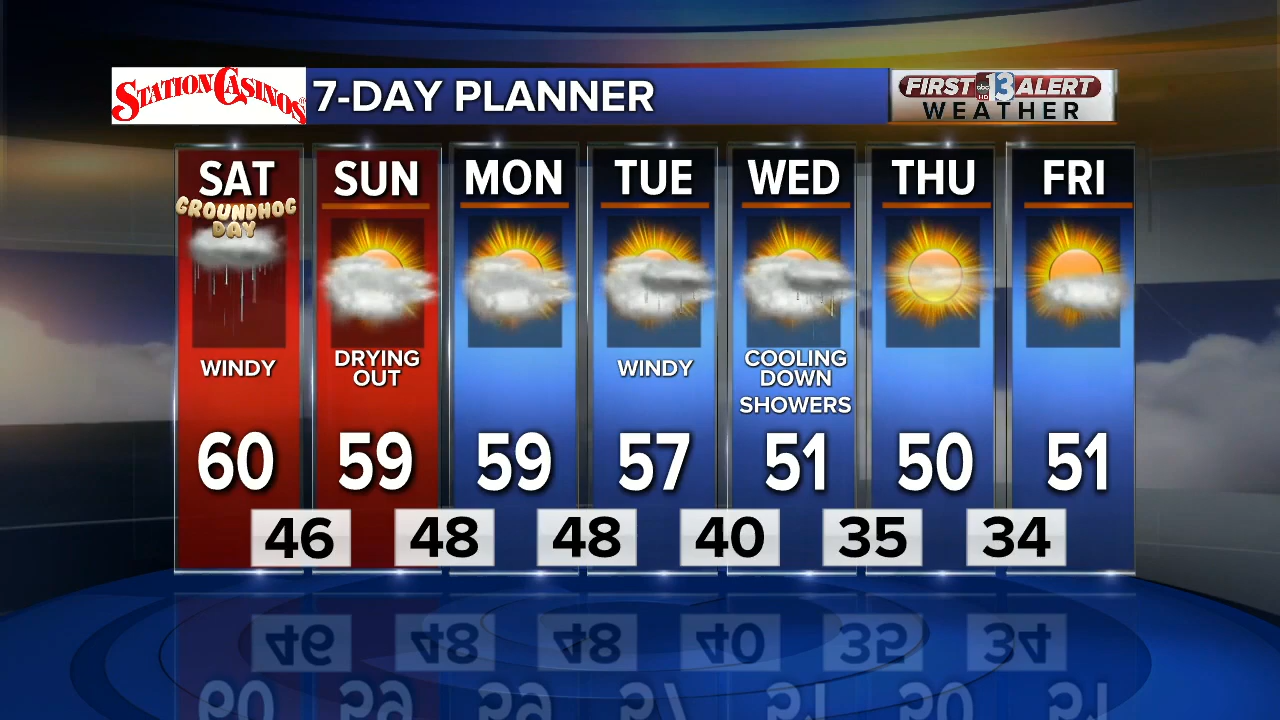 STATION CASINOS
7-DAY PLANNER
FIRST abc HD 13 ALERT
WEATHER
SAT SUN MON TUE WED THU FRI
GROUNDHOG
DAY
WINDY
DRYING
OUT
WINDY
COOLING
DOWN
SHOWERS
60 59 59 57 51 50 51
46 48 48 40 35 34